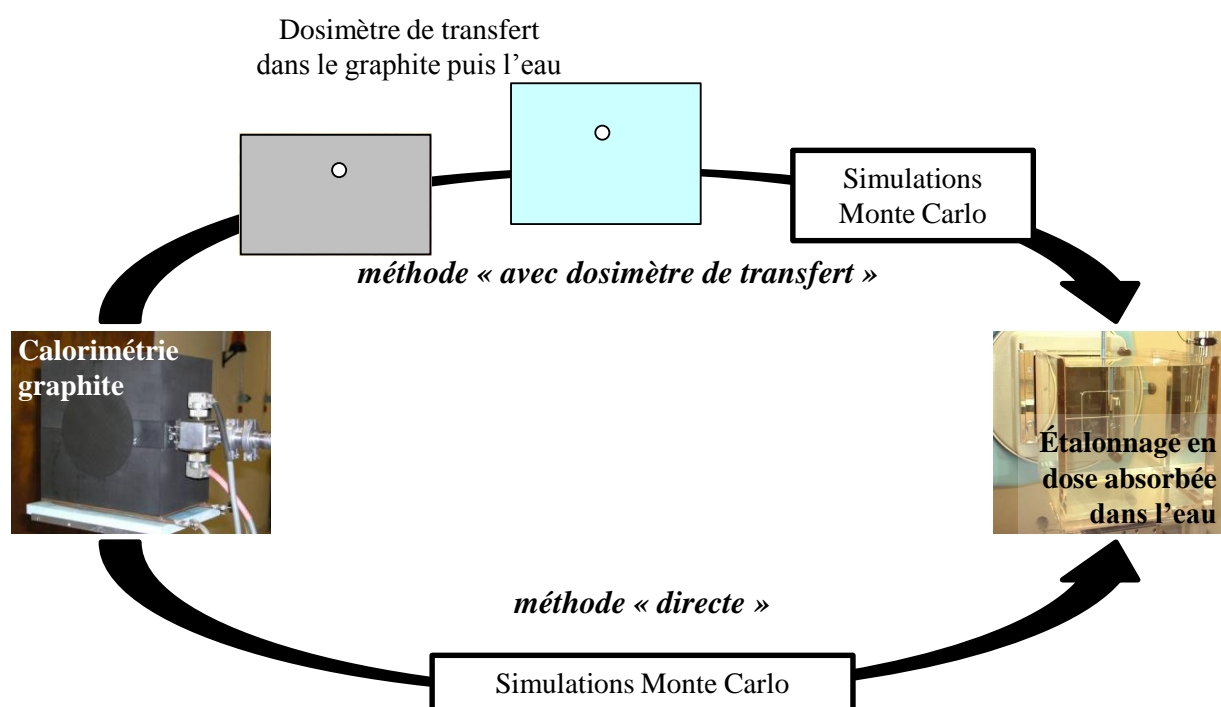 Dosimètre de transfert
dans le graphite puis l’eau
Simulations
Monte Carlo
méthode « avec dosimètre de transfert »
Calorimétrie
graphite
Étalonnage en
dose absorbée
dans l’eau
méthode « directe »
Simulations Monte Carlo